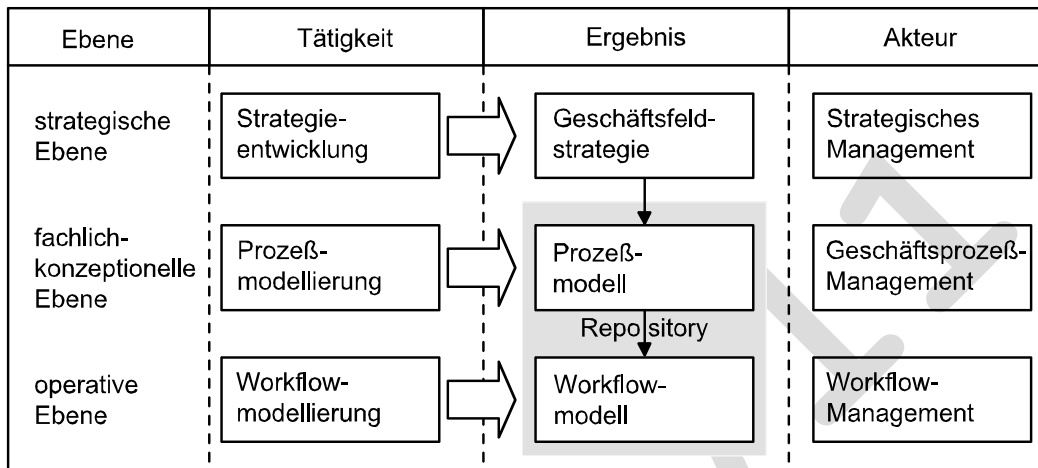 Ebene
Tätigkeit
Ergebnis
Akteur
strategische
Ebene
Strategie-
entwicklung
Geschäftsfeld-
strategie
Strategisches
Management
fachlich-
konzeptionelle
Ebene
Prozeß-
modellierung
Prozeß-
modell
Geschäftsprozeß-
Management
Repository
operative
Ebene
Workflow-
modellierung
Workflow-
modell
Workflow-
Management